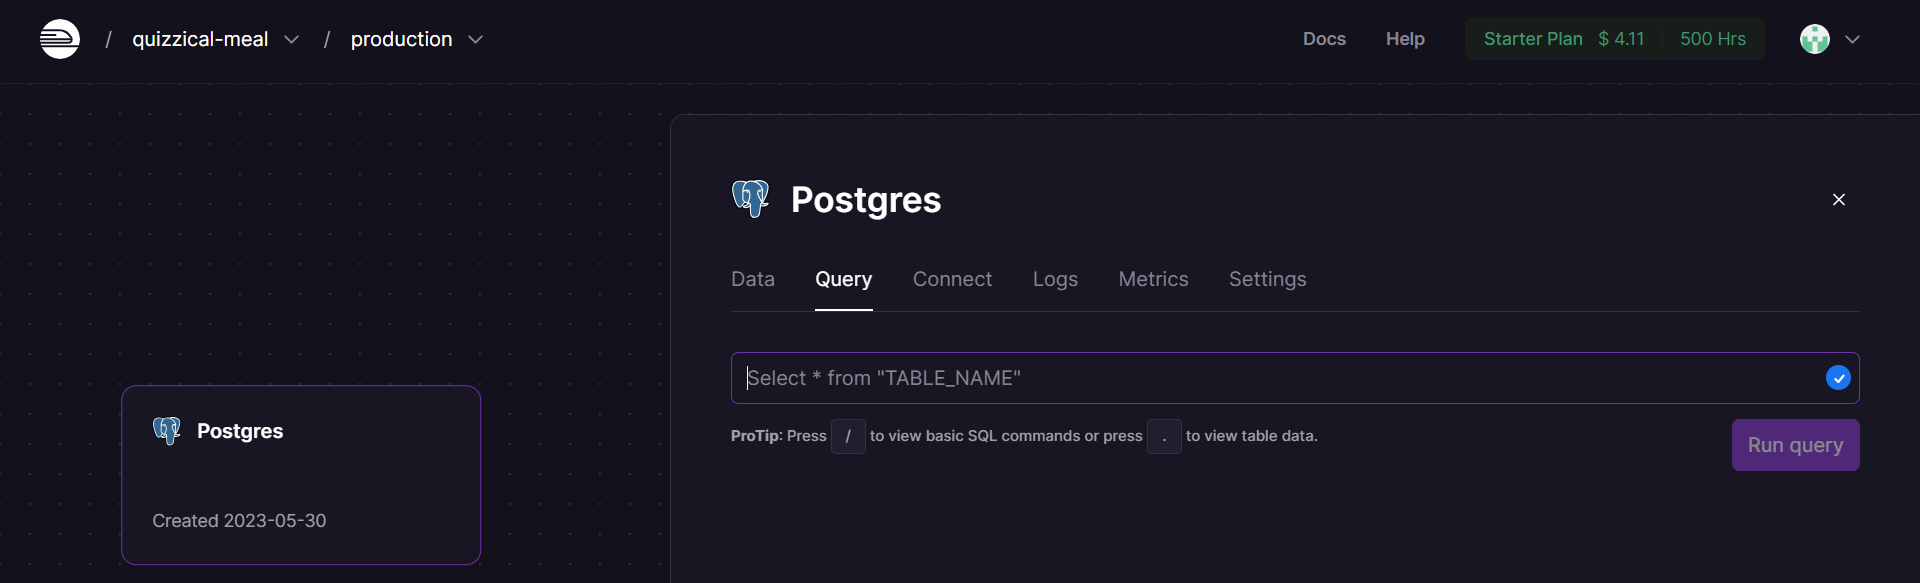 / quizzical-meal / production
Docs Help Starter Plan $ 4.11 500 Hrs
Postgres
Data Query Connect Logs Metrics Settings
Select * from "TABLE_NAME"
ProTip: Press / to view basic SQL commands or press . to view table data.
Run query
Postgres
Created 2023-05-30